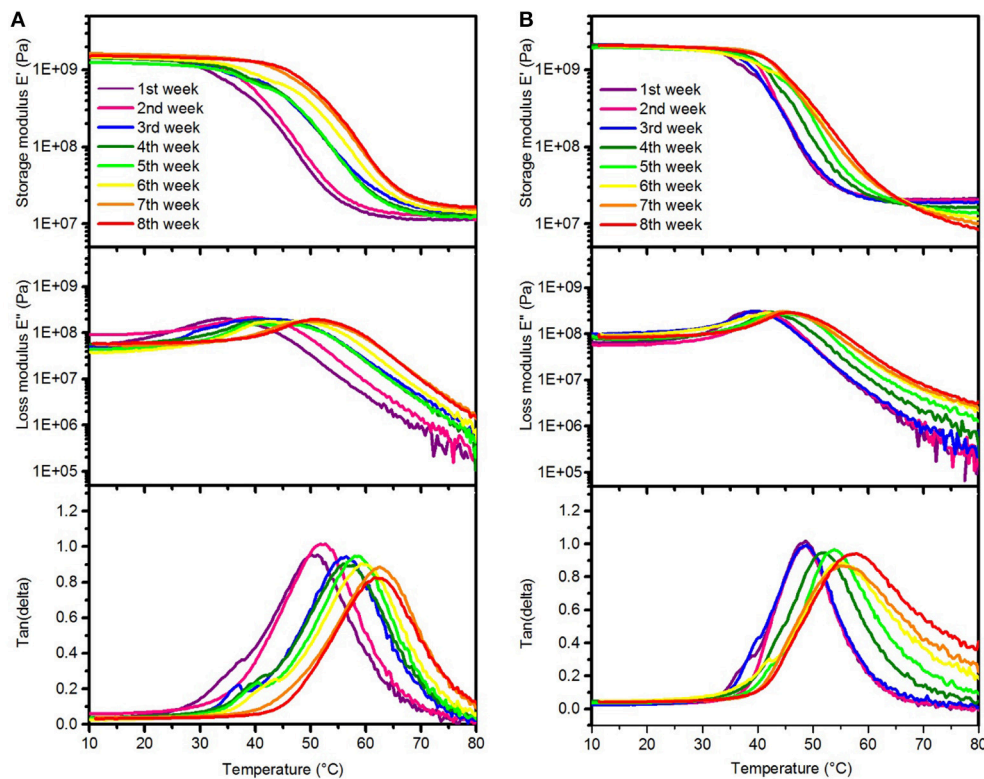 A
Storage modulus E' (Pa)
1E+09
1E+08
1E+07
1st week
2nd week
3rd week
4th week
5th week
6th week
7th week
8th week
Loss modulus E'' (Pa)
1E+09
1E+08
1E+07
1E+06
1E+05
Tan(delta)
1.2
1.0
0.8
0.6
0.4
0.2
0.0
10 20 30 40 50 60 70 80
Temperature (°C)
B
Storage modulus E' (Pa)
1E+09
1E+08
1E+07
1st week
2nd week
3rd week
4th week
5th week
6th week
7th week
8th week
Loss modulus E'' (Pa)
1E+09
1E+08
1E+07
1E+06
1E+05
Tan(delta)
1.2
1.0
0.8
0.6
0.4
0.2
0.0
10 20 30 40 50 60 70 80
Temperature (°C)